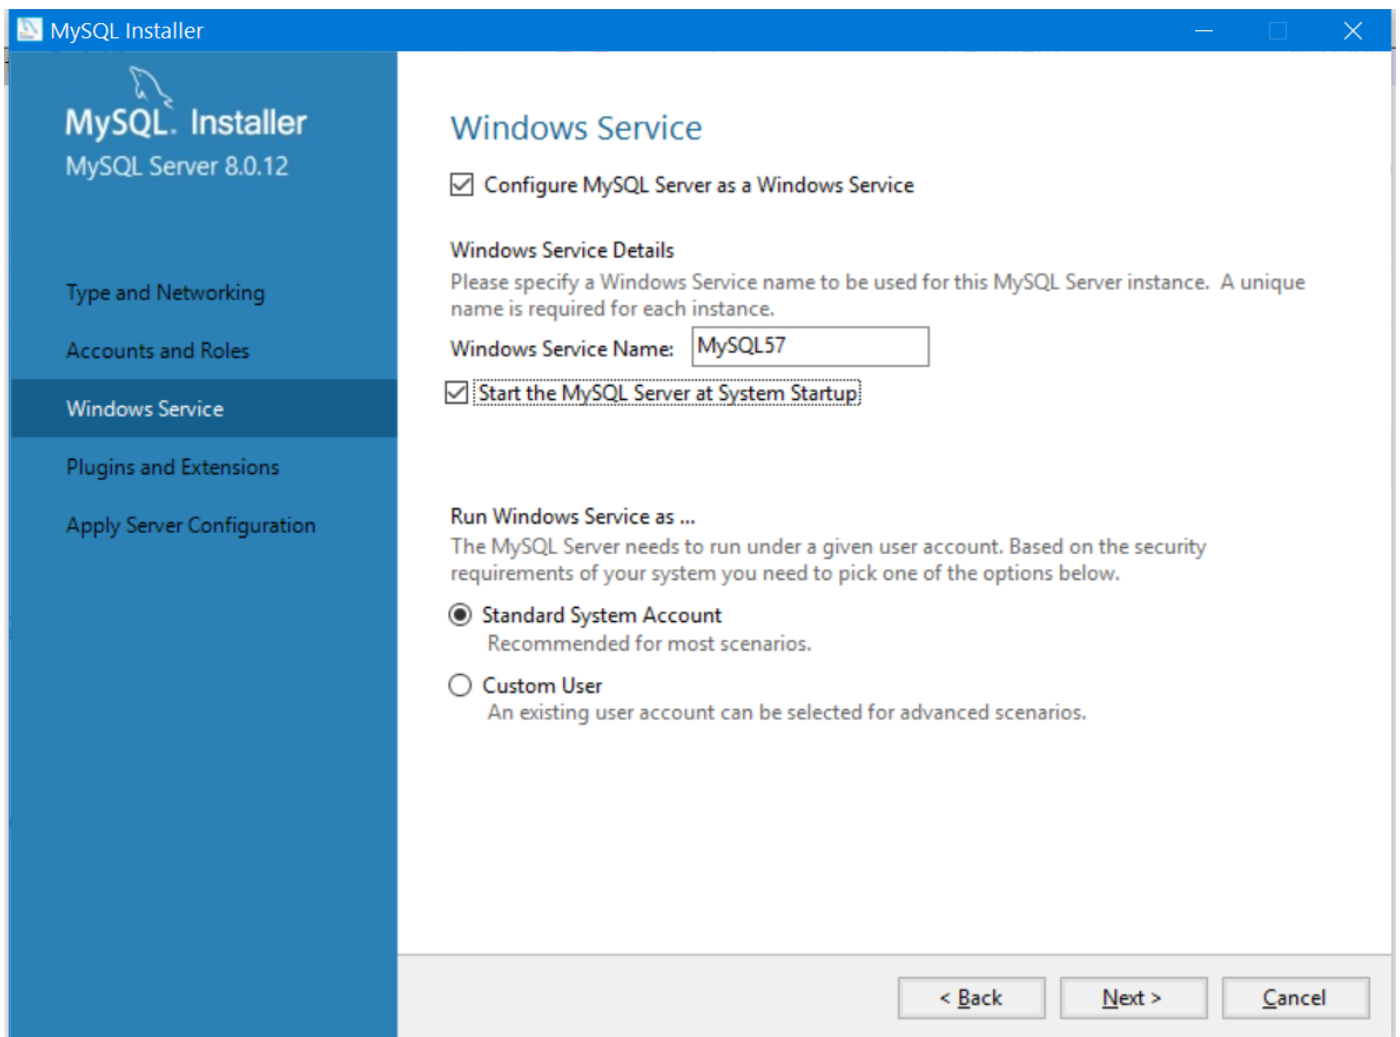 MySQL Installer
MySQL. Installer
MySQL Server 8.0.12
Type and Networking
Accounts and Roles
Windows Service
Plugins and Extensions
Apply Server Configuration
Windows Service
Configure MySQL Server as a Windows Service
Windows Service Details
Please specify a Windows Service name to be used for this MySQL Server instance. A unique
name is required for each instance.
Windows Service Name: MySQL57
Start the MySQL Server at System Startup
Run Windows Service as ...
The MySQL Server needs to run under a given user account. Based on the security
requirements of your system you need to pick one of the options below.
Standard System Account
Recommended for most scenarios.
Custom User
An existing user account can be selected for advanced scenarios.
< Back Next > Cancel